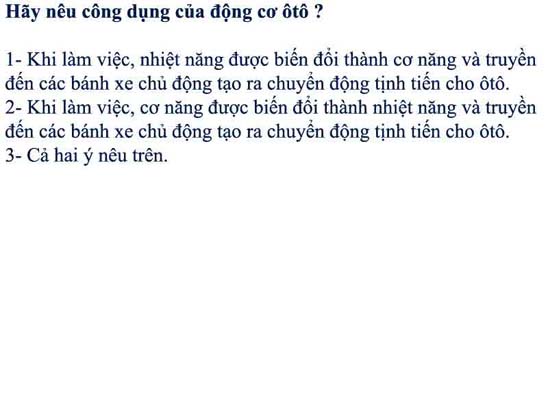 Hãy nêu công dụng của động cơ ôtô ?
1- Khi làm việc, nhiệt năng được biến đổi thành cơ năng và truyền
đến các bánh xe chủ động tạo ra chuyển động tịnh tiến cho ôtô.
2- Khi làm việc, cơ năng được biến đổi thành nhiệt năng và truyền
đến các bánh xe chủ động tạo ra chuyển động tịnh tiến cho ôtô.
3- Cả hai ý nêu trên.